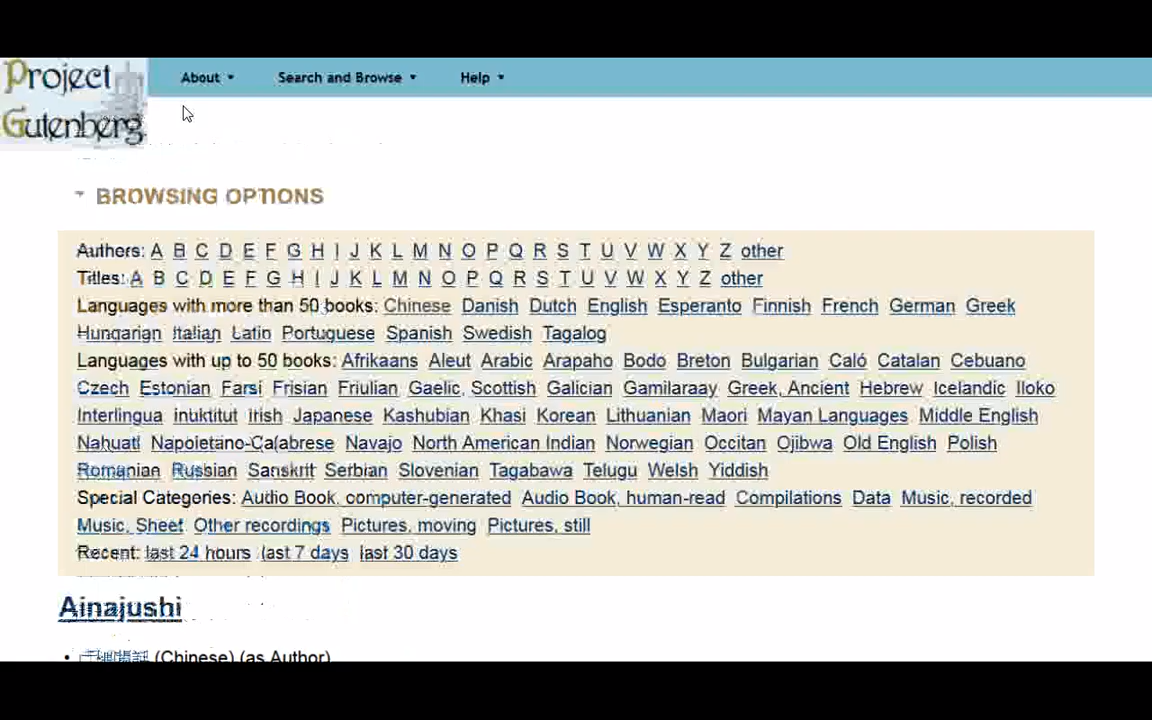 Project Gutenberg
About Search and Browse Help
BROWSING OPTIONS
Authors: A B C D E F G H I J K L M N O P Q R S T U V W X Y Z other
Titles: A B C D E F G H I J K L M N O P Q R S T U V W X Y Z other
Languages with more than 50 books: Chinese Danish Dutch English Esperanto Finnish French German Greek
Hungarian Italian Latin Portuguese Spanish Swedish Tagalog
Languages with up to 50 books: Afrikaans Aleut Arabic Arapaho Bodo Breton Bulgarian Caló Catalan Cebuano
Czech Estonian Farsi Frisian Friulian Gaelic, Scottish Galician Gamilaraay Greek, Ancient Hebrew Icelandic Iloko
Interlingua Inuktitut Irish Japanese Kashubian Khasi Korean Lithuanian Maori Mayan Languages Middle English
Nahuatl Napoletano-Calabrese Navajo North American Indian Norwegian Occitan Ojibwa Old English Polish
Romanian Russian Sanskrit Serbian Slovenian Tagabawa Telugu Welsh Yiddish
Special Categories: Audio Book, computer-generated Audio Book, human-read Compilations Data Music, recorded
Music, Sheet Other recordings Pictures, moving Pictures, still
Recent: last 24 hours last 7 days last 30 days
Ainajushi
(Chinese) (as Author)